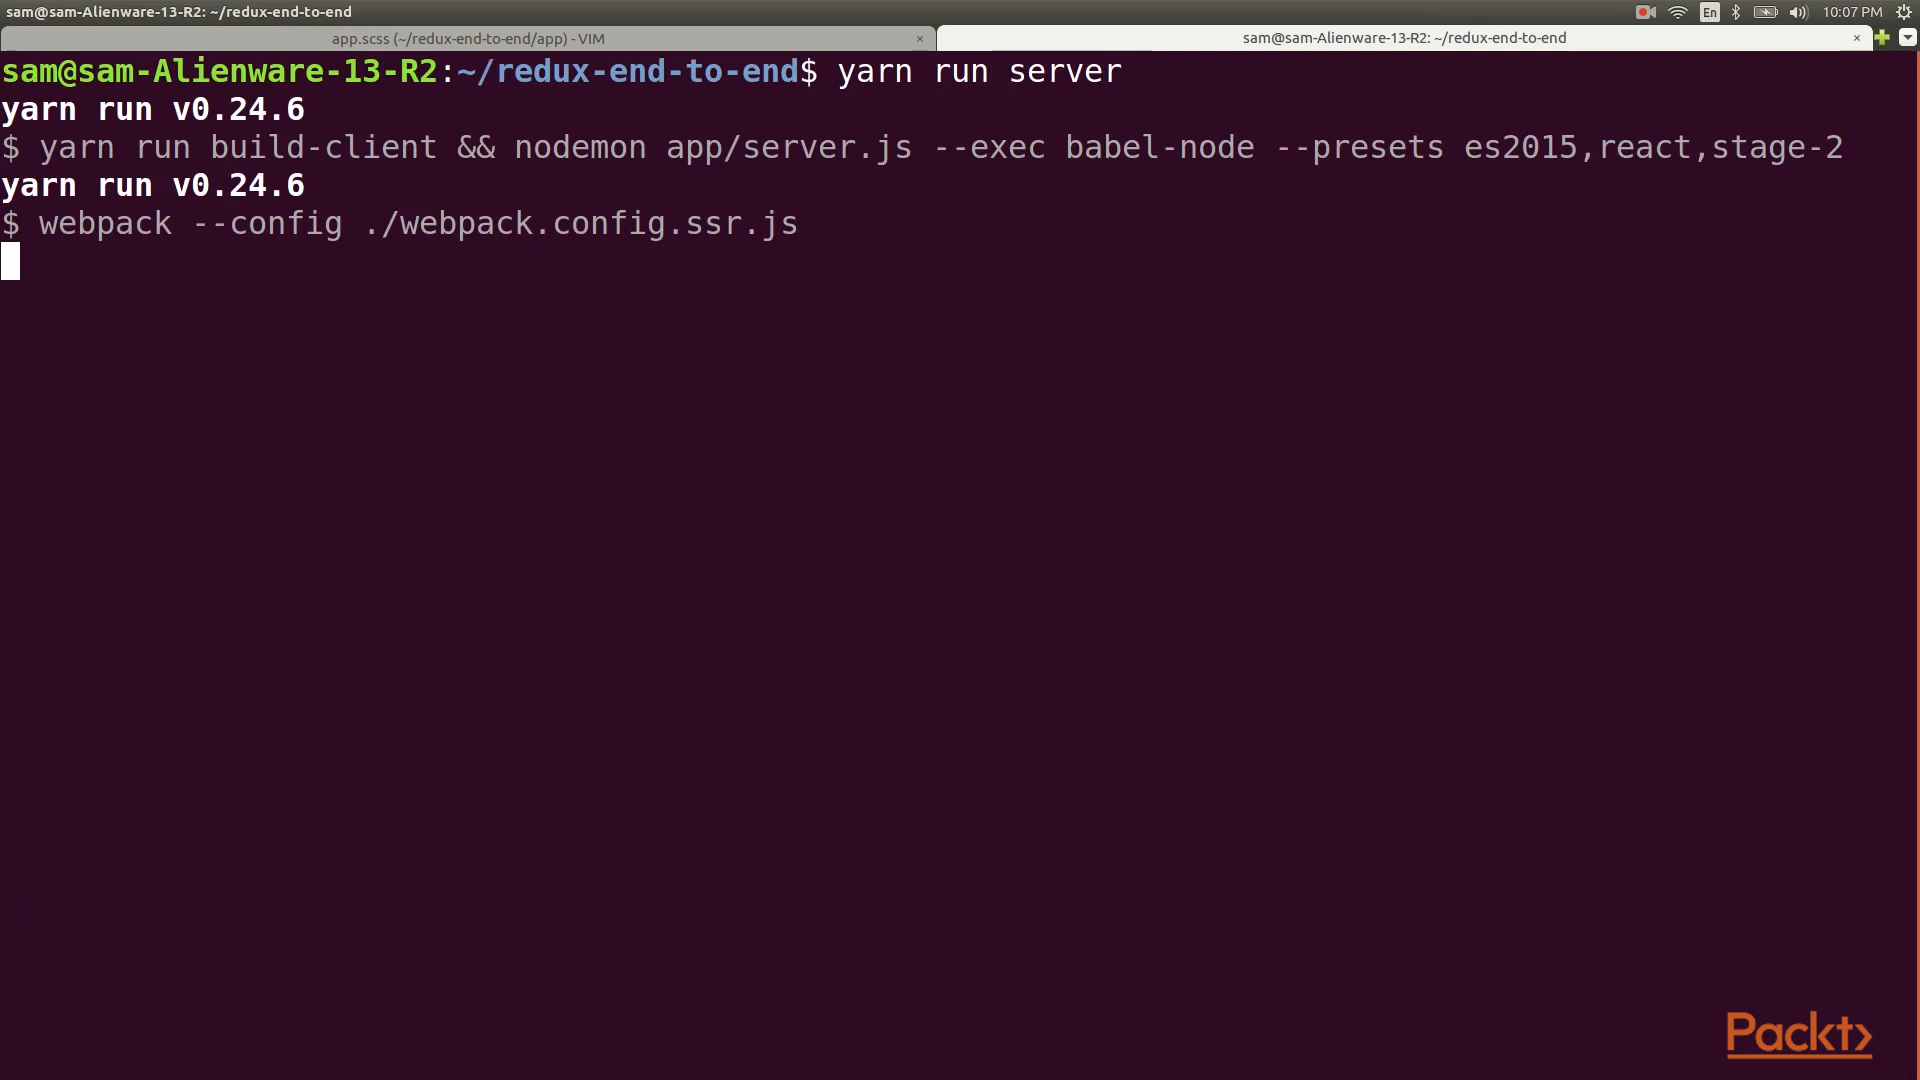 sam@sam-Alienware-13-R2: ~/redux-end-to-end
En
10:07 PM
app.scss (~/redux-end-to-end/app) - VIM
sam@sam-Alienware-13-R2: ~/redux-end-to-end
sam@sam-Alienware-13-R2:~/redux-end-to-end$ yarn run server
yarn run v0.24.6
$ yarn run build-client && nodemon app/server.js --exec babel-node --presets es2015,react,stage-2
yarn run v0.24.6
$ webpack --config ./webpack.config.ssr.js
Packt>